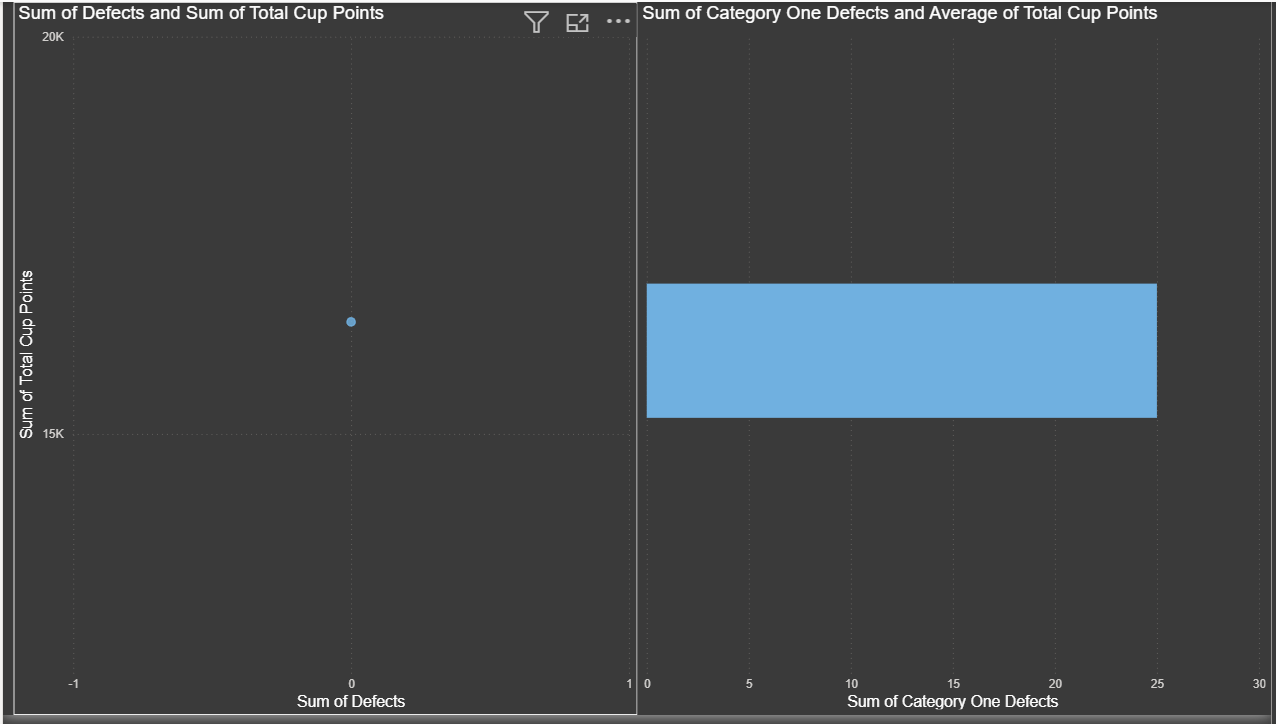 Sum of Defects and Sum of Total Cup Points
20K
Sum of Total Cup Points
15K
-1
0
1
Sum of Defects
Sum of Category One Defects and Average of Total Cup Points
0
5
10
15
20
25
30
Sum of Category One Defects